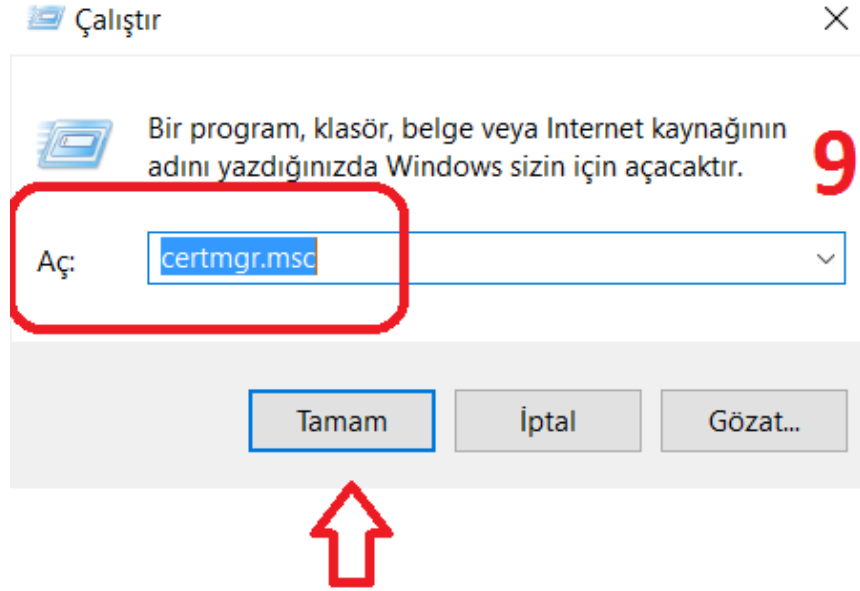 Çalıştır
Bir program, klasör, belge veya Internet kaynağının
adını yazdığınızda Windows sizin için açacaktır.
9
Aç:
certmgr.msc
Tamam
İptal
Gözat...